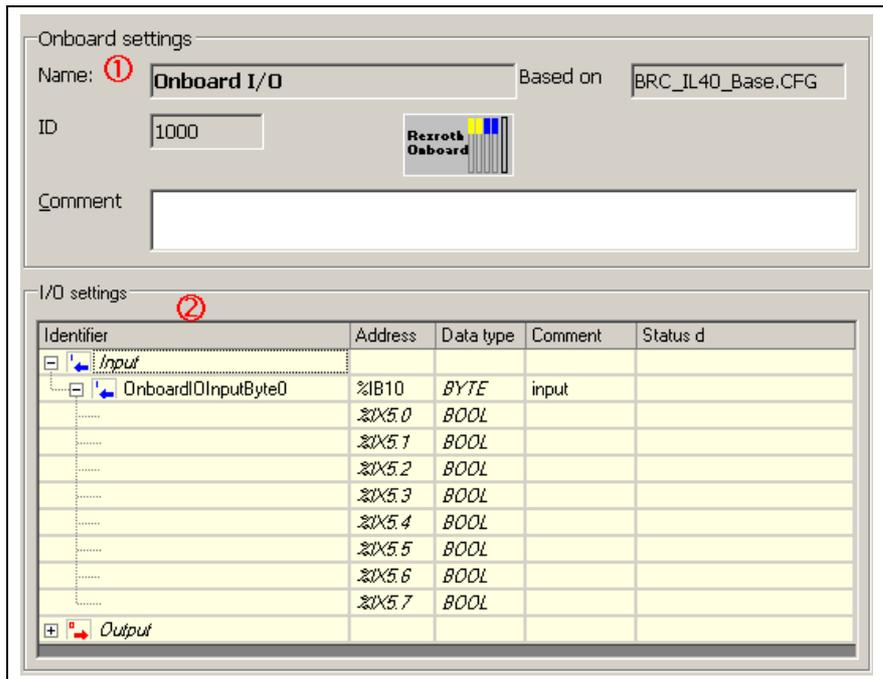 Onboard settings
Name: ① Onboard I/O Based on BRC_IL40_Base.CFG
ID 1000 Rexroth Onboard
Comment
I/O settings
②
Identifier Address Data type Comment Status d
Input
OnboardIOInputByte0 %IB10 BYTE input
%IX5.0 BOOL
%IX5.1 BOOL
%IX5.2 BOOL
%IX5.3 BOOL
%IX5.4 BOOL
%IX5.5 BOOL
%IX5.6 BOOL
%IX5.7 BOOL
Output